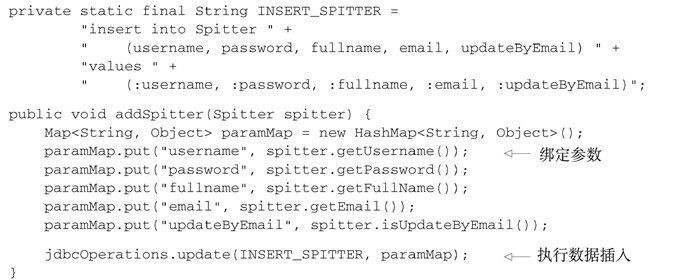 private static final String INSERT_SPITTER =
"insert into Spitter " +
"    (username, password, fullname, email, updateByEmail) " +
"values " +
"    (:username, :password, :fullname, :email, :updateByEmail)";
public void addSpitter(Spitter spitter) {
Map<String, Object> paramMap = new HashMap<String, Object>();
paramMap.put("username", spitter.getUsername()); 绑定参数
paramMap.put("password", spitter.getPassword());
paramMap.put("fullname", spitter.getFullName());
paramMap.put("email", spitter.getEmail());
paramMap.put("updateByEmail", spitter.isUpdateByEmail());
jdbcOperations.update(INSERT_SPITTER, paramMap); 执行数据插入
}